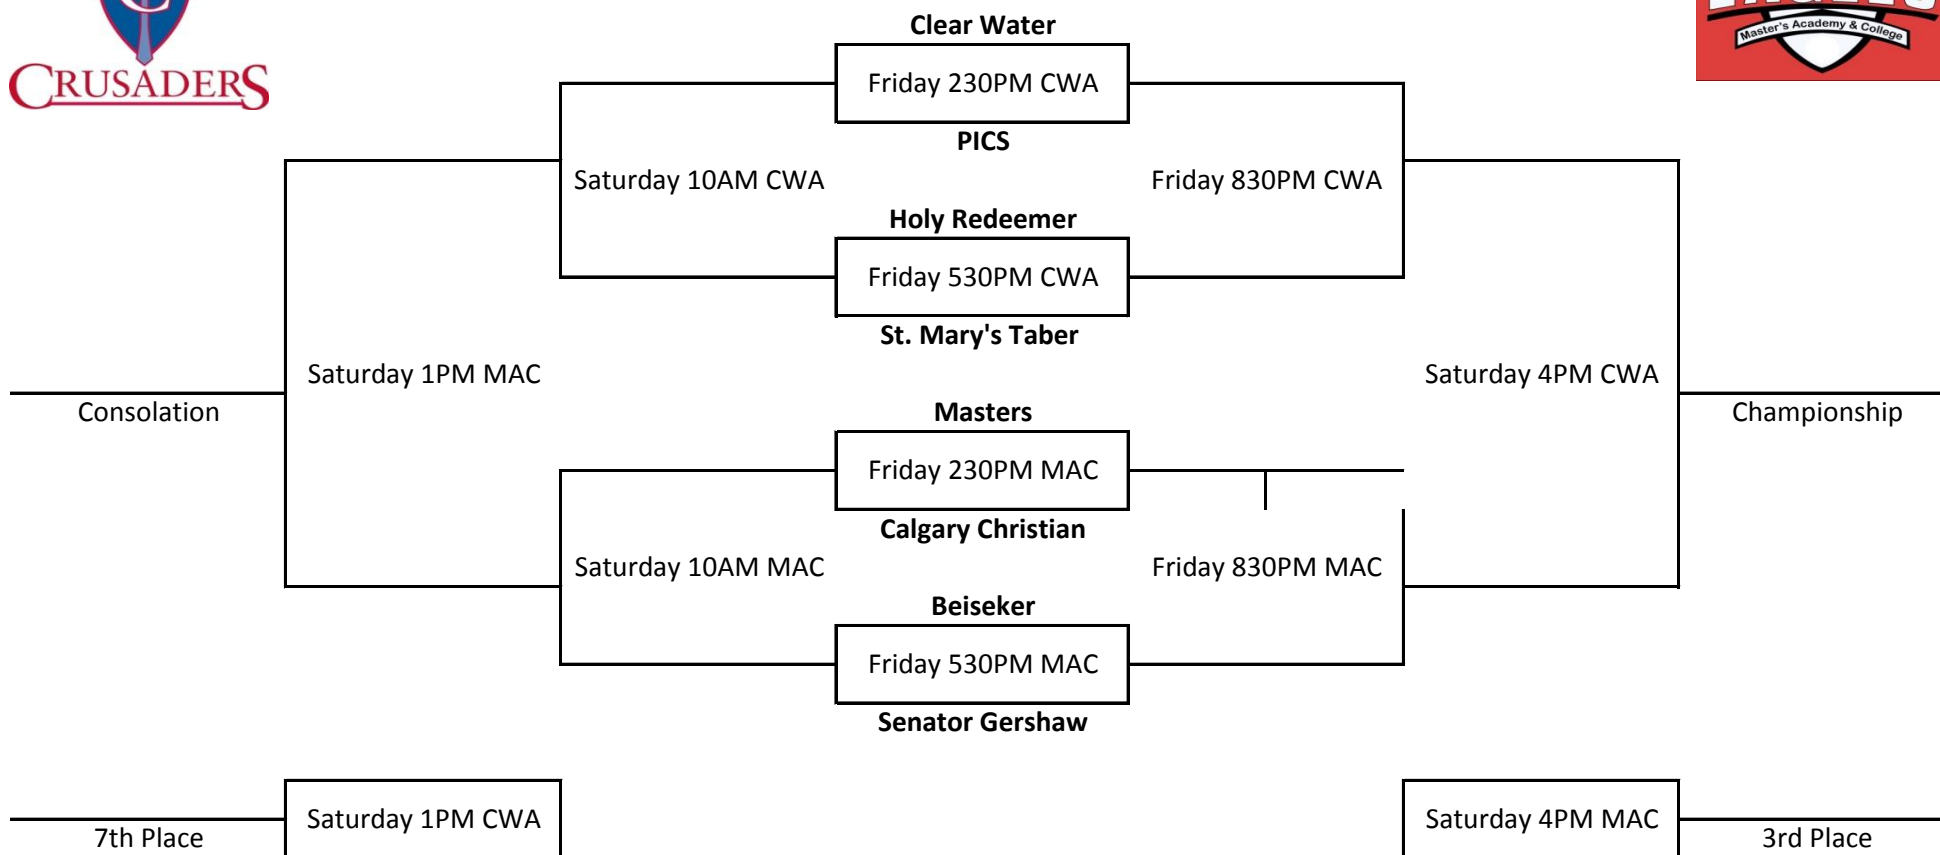 CRUSADERS
Master's Academy & College
Clear Water
Friday 230PM CWA
PICS
Saturday 10AM CWA
Friday 830PM CWA
Holy Redeemer
Friday 530PM CWA
St. Mary's Taber
Saturday 1PM MAC
Saturday 4PM CWA
Consolation
Masters
Championship
Friday 230PM MAC
Calgary Christian
Saturday 10AM MAC
Friday 830PM MAC
Beiseker
Friday 530PM MAC
Senator Gershaw
Saturday 1PM CWA
Saturday 4PM MAC
7th Place
3rd Place